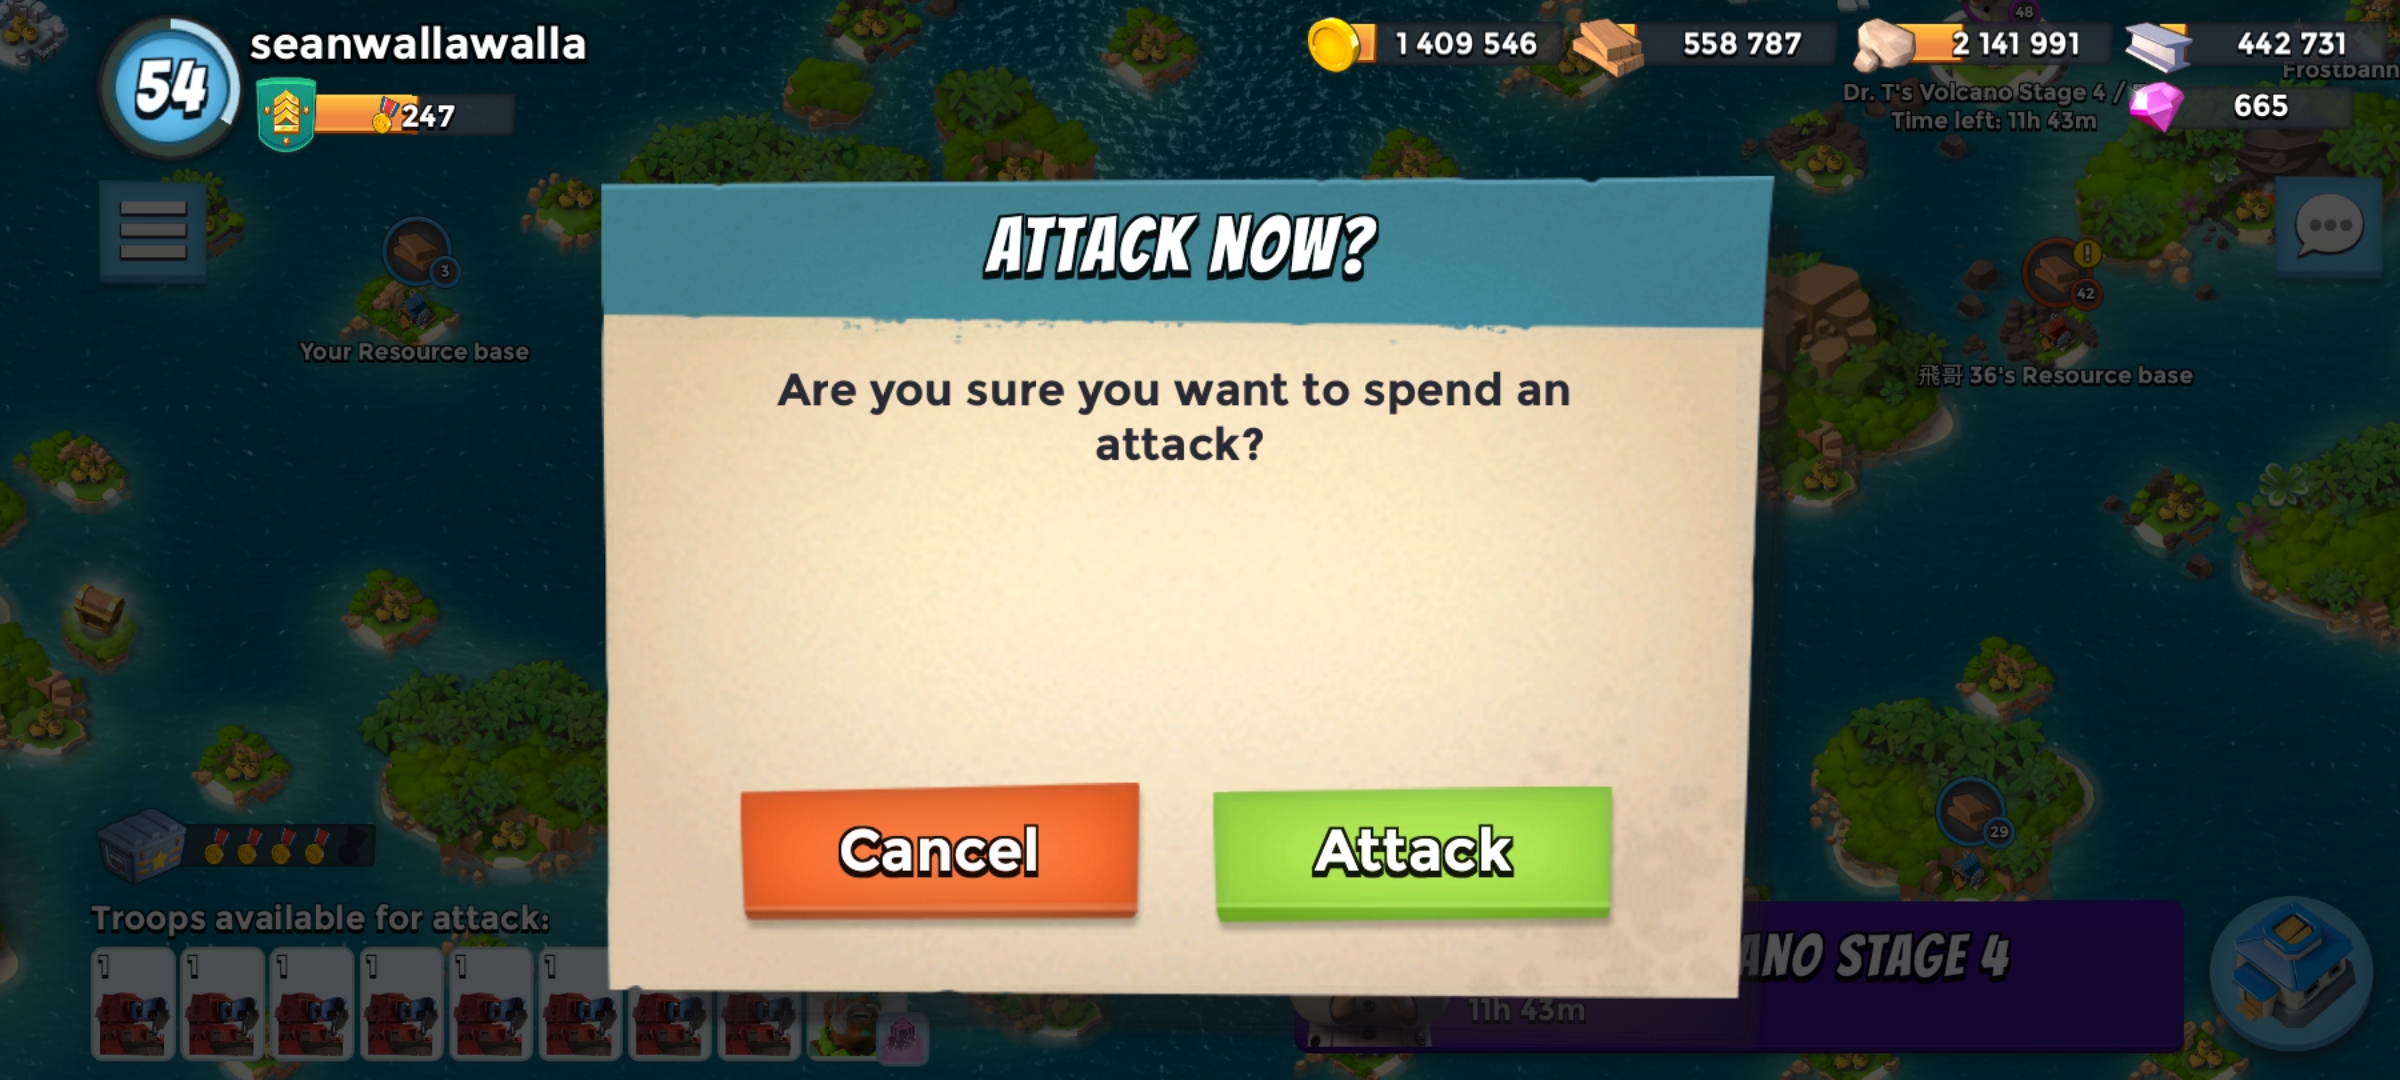 54
seanwallawalla
247
1 409 546
558 787
2 141 991
442 731
665
48
Frostbann
Dr. T's Volcano Stage 4 /
Time left: 11h 43m
ATTACK NOW?
3
Your Resource base
42
飛哥 36's Resource base
Are you sure you want to spend an
attack?
Cancel
Attack
29
Troops available for attack:
1
1
1
1
1
1
ANO STAGE 4
11h 43m